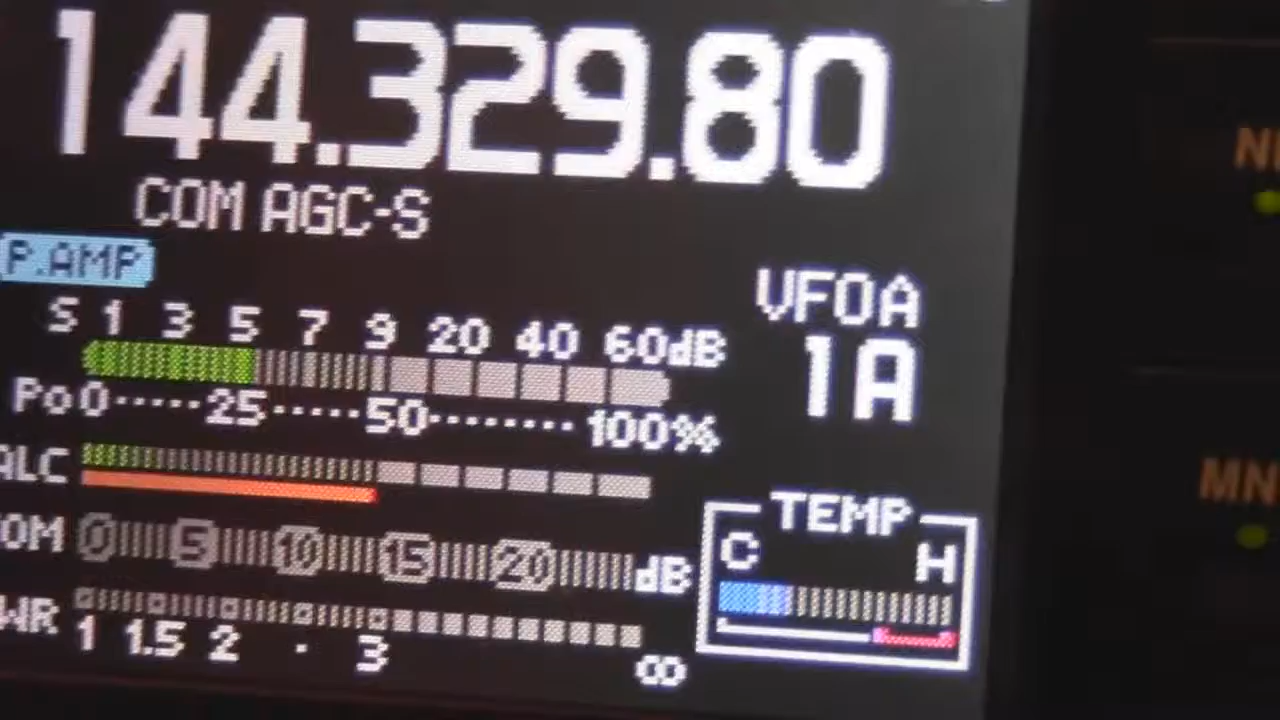 144.329.80
COM AGC-S
P.AMP
VFOA
1A
S 1 3 5 7 9 20 40 60dB
Po 0 25 50 100%
ALC
OM 0 5 10 15 20 dB
WR 1 1.5 2 · 3 ∞
TEMP
C H
N
MN